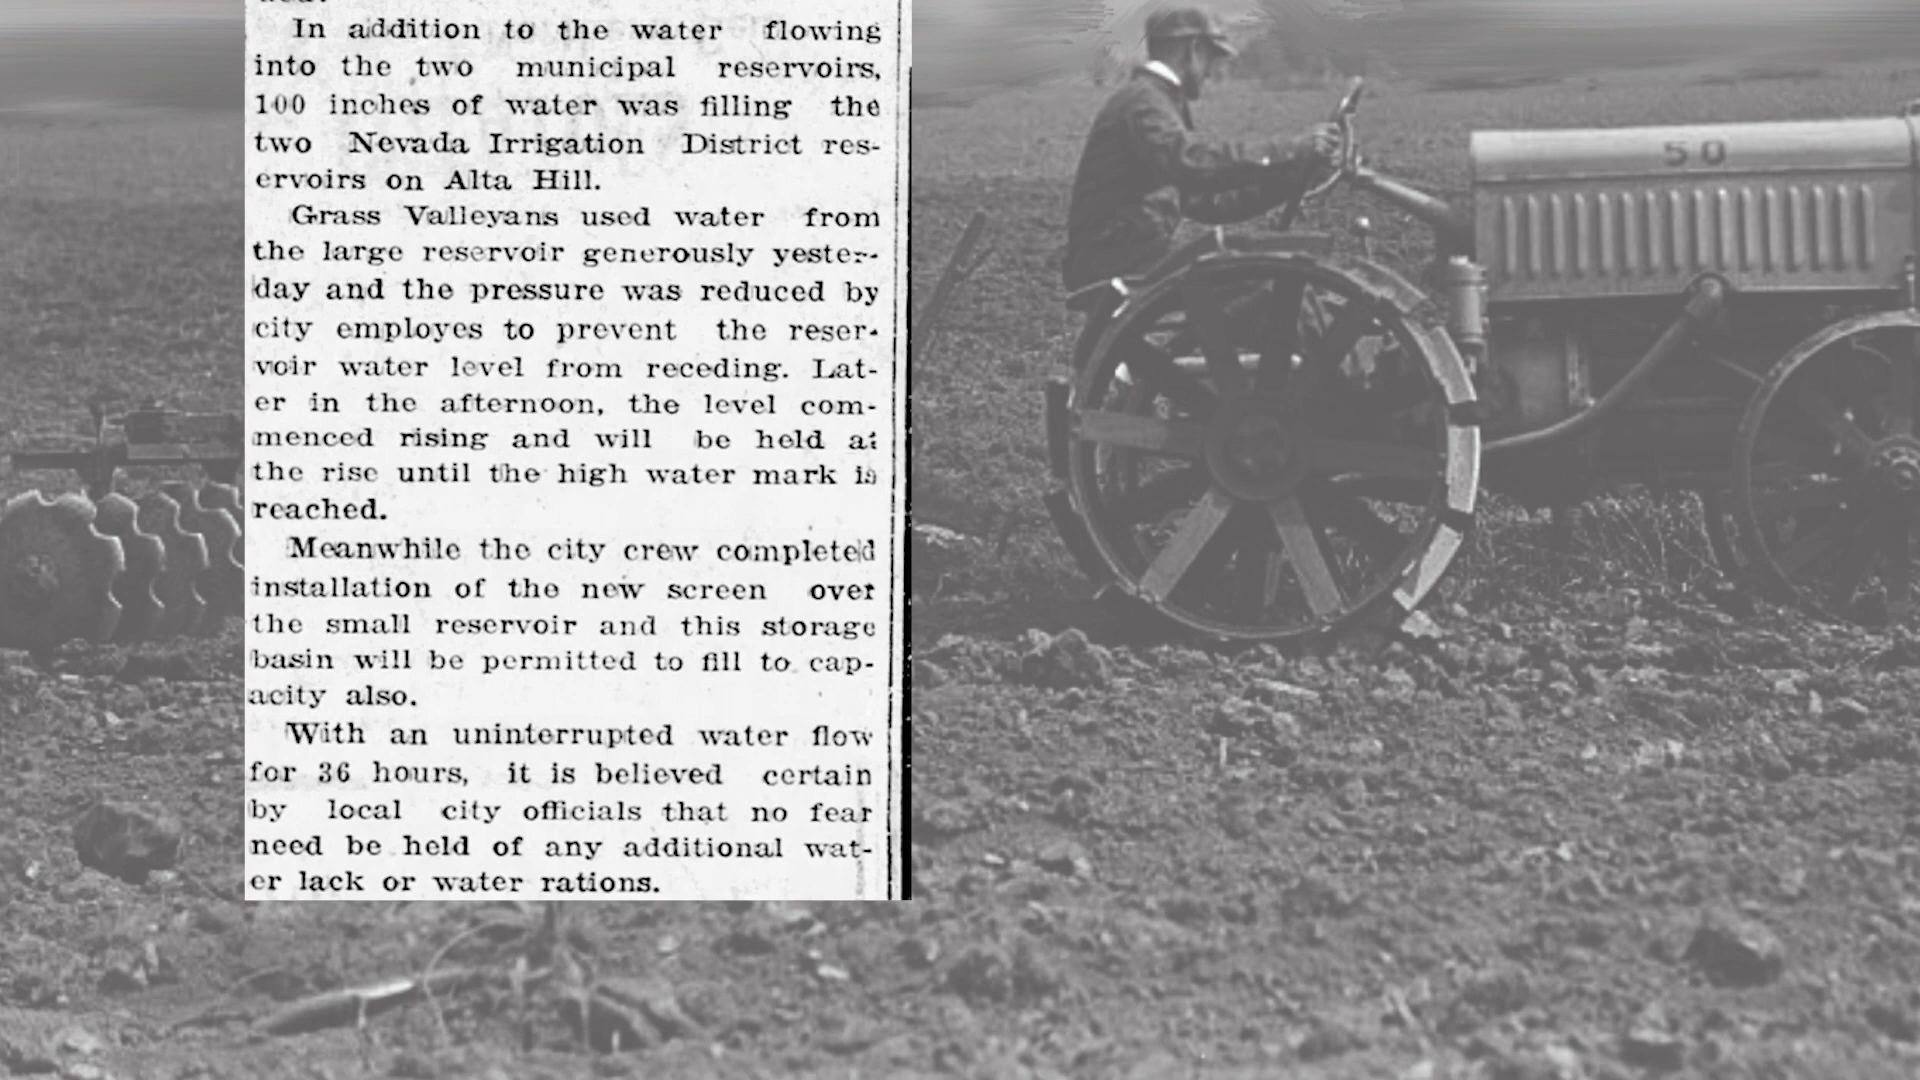 In addition to the water flowing
into the two municipal reservoirs,
100 inches of water was filling the
two Nevada Irrigation District res-
ervoirs on Alta Hill.
Grass Valleyans used water from
the large reservoir generously yester-
day and the pressure was reduced by
city employes to prevent the reser-
voir water level from receding. Lat-
er in the afternoon, the level com-
menced rising and will be held at
the rise until the high water mark is
reached.
Meanwhile the city crew completed
installation of the new screen over
the small reservoir and this storage
basin will be permitted to fill to cap-
acity also.
With an uninterrupted water flow
for 36 hours, it is believed certain
by local city officials that no fear
need be held of any additional wat-
er lack or water rations.
50